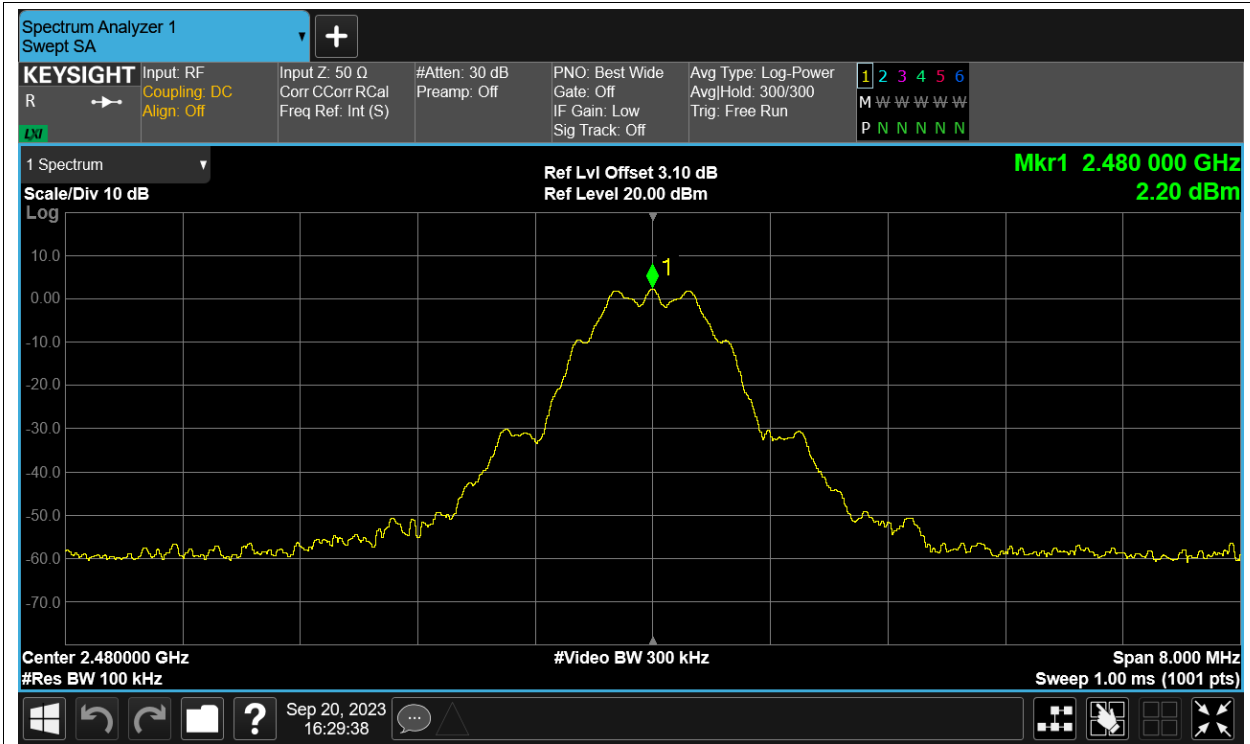 Spectrum Analyzer 1
Swept SA
KEYSIGHT
R
LXI
Input: RF
Coupling: DC
Align: Off
Input Z: 50 Ω
Corr CCorr RCal
Freq Ref: Int (S)
#Atten: 30 dB
Preamp: Off
PNO: Best Wide
Gate: Off
IF Gain: Low
Sig Track: Off
Avg Type: Log-Power
Avg|Hold: 300/300
Trig: Free Run
1 2 3 4 5 6
M W W W W W
P N N N N N
1 Spectrum
Scale/Div 10 dB
Log
Ref Lvl Offset 3.10 dB
Ref Level 20.00 dBm
Mkr1 2.480 000 GHz
2.20 dBm
1
10.0
0.00
-10.0
-20.0
-30.0
-40.0
-50.0
-60.0
-70.0
Center 2.480000 GHz
#Res BW 100 kHz
#Video BW 300 kHz
Span 8.000 MHz
Sweep 1.00 ms (1001 pts)
?
Sep 20, 2023
16:29:38